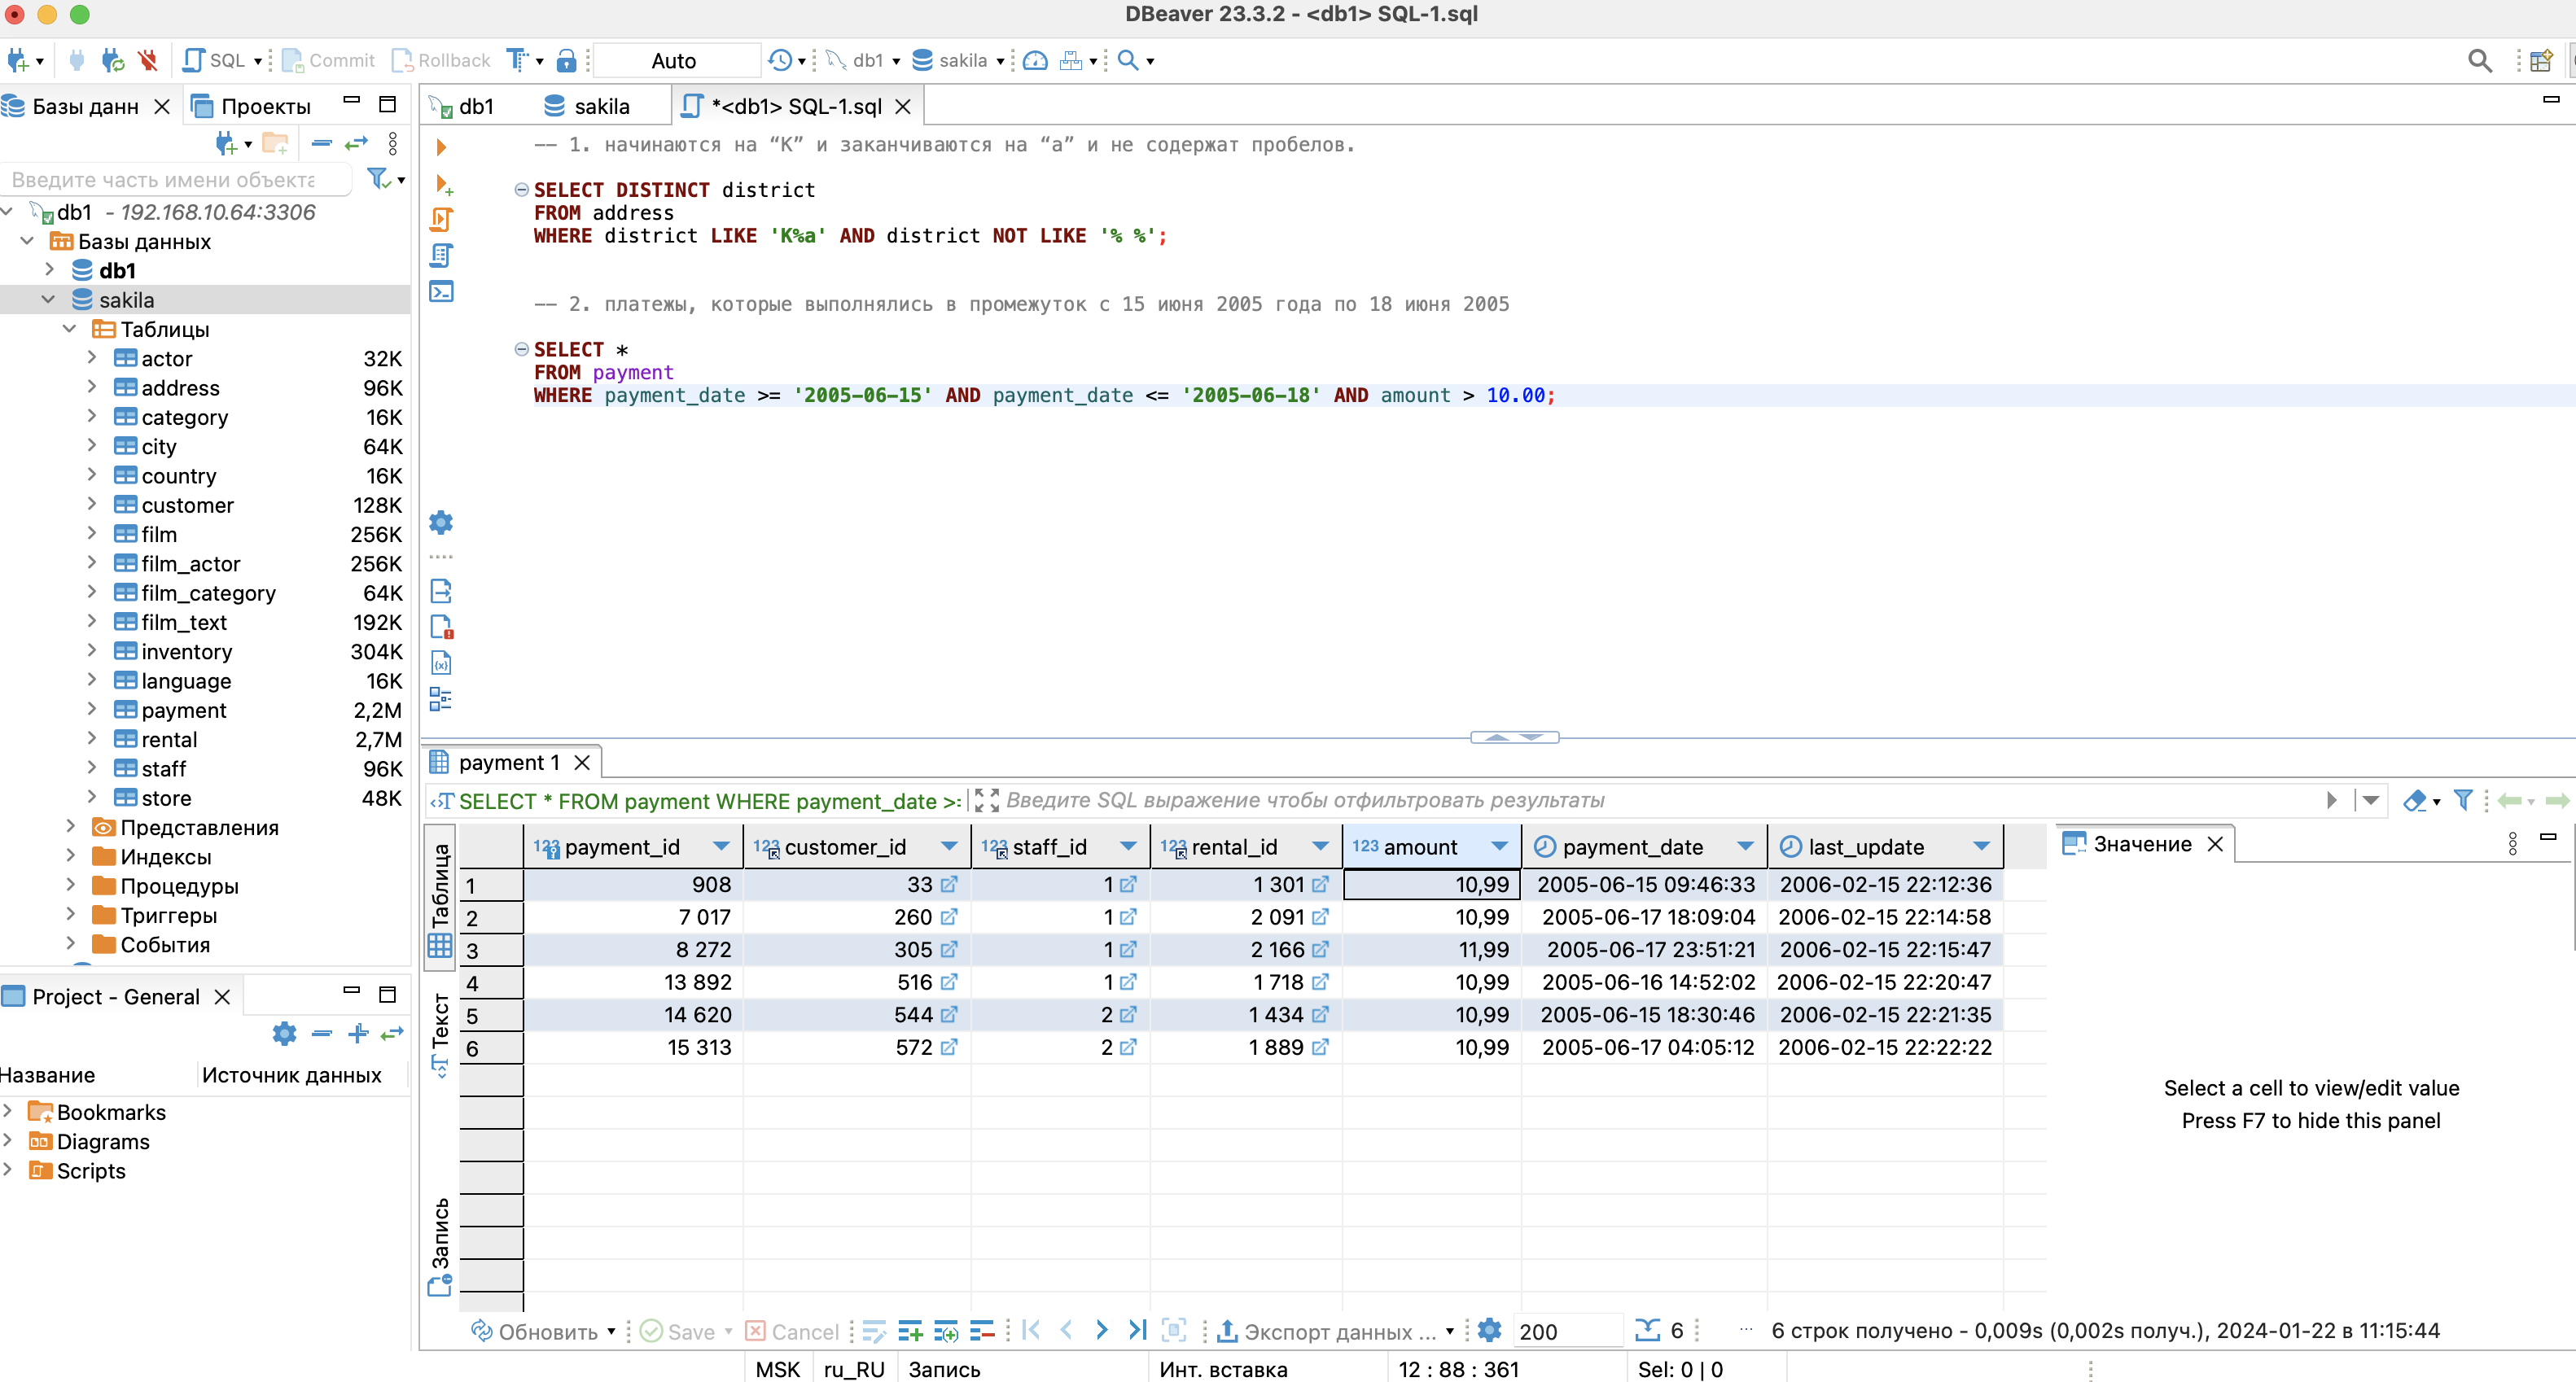 DBeaver 23.3.2 - <db1> SQL-1.sql
SQL Commit Rollback Auto db1 sakila
Базы данн Проекты
Введите часть имени объекта
db1 - 192.168.10.64:3306
Базы данных
db1
sakila
Таблицы
actor 32K
address 96K
category 16K
city 64K
country 16K
customer 128K
film 256K
film_actor 256K
film_category 64K
film_text 192K
inventory 304K
language 16K
payment 2,2M
rental 2,7M
staff 96K
store 48K
Представления
Индексы
Процедуры
Триггеры
События
Project - General
Название Источник данных
Bookmarks
Diagrams
Scripts
db1 sakila *<db1> SQL-1.sql
-- 1. начинаются на “K” и заканчиваются на “a” и не содержат пробелов.
SELECT DISTINCT district
FROM address
WHERE district LIKE 'K%a' AND district NOT LIKE '% %';
-- 2. платежы, которые выполнялись в промежуток с 15 июня 2005 года по 18 июня 2005
SELECT *
FROM payment
WHERE payment_date >= '2005-06-15' AND payment_date <= '2005-06-18' AND amount > 10.00;
payment 1
SELECT * FROM payment WHERE payment_date >= Введите SQL выражение чтобы отфильтровать результаты
Таблица
Текст
Запись
123 payment_id 123 customer_id 123 staff_id 123 rental_id 123 amount payment_date last_update
1 908 33 1 1 301 10,99 2005-06-15 09:46:33 2006-02-15 22:12:36
2 7 017 260 1 2 091 10,99 2005-06-17 18:09:04 2006-02-15 22:14:58
3 8 272 305 1 2 166 11,99 2005-06-17 23:51:21 2006-02-15 22:15:47
4 13 892 516 1 1 718 10,99 2005-06-16 14:52:02 2006-02-15 22:20:47
5 14 620 544 2 1 434 10,99 2005-06-15 18:30:46 2006-02-15 22:21:35
6 15 313 572 2 1 889 10,99 2005-06-17 04:05:12 2006-02-15 22:22:22
Значение
Select a cell to view/edit value
Press F7 to hide this panel
Обновить Save Cancel Экспорт данных ... 200 6 ... 6 строк получено - 0,009s (0,002s получ.), 2024-01-22 в 11:15:44
MSK ru_RU Запись Инт. вставка 12 : 88 : 361 Sel: 0 | 0